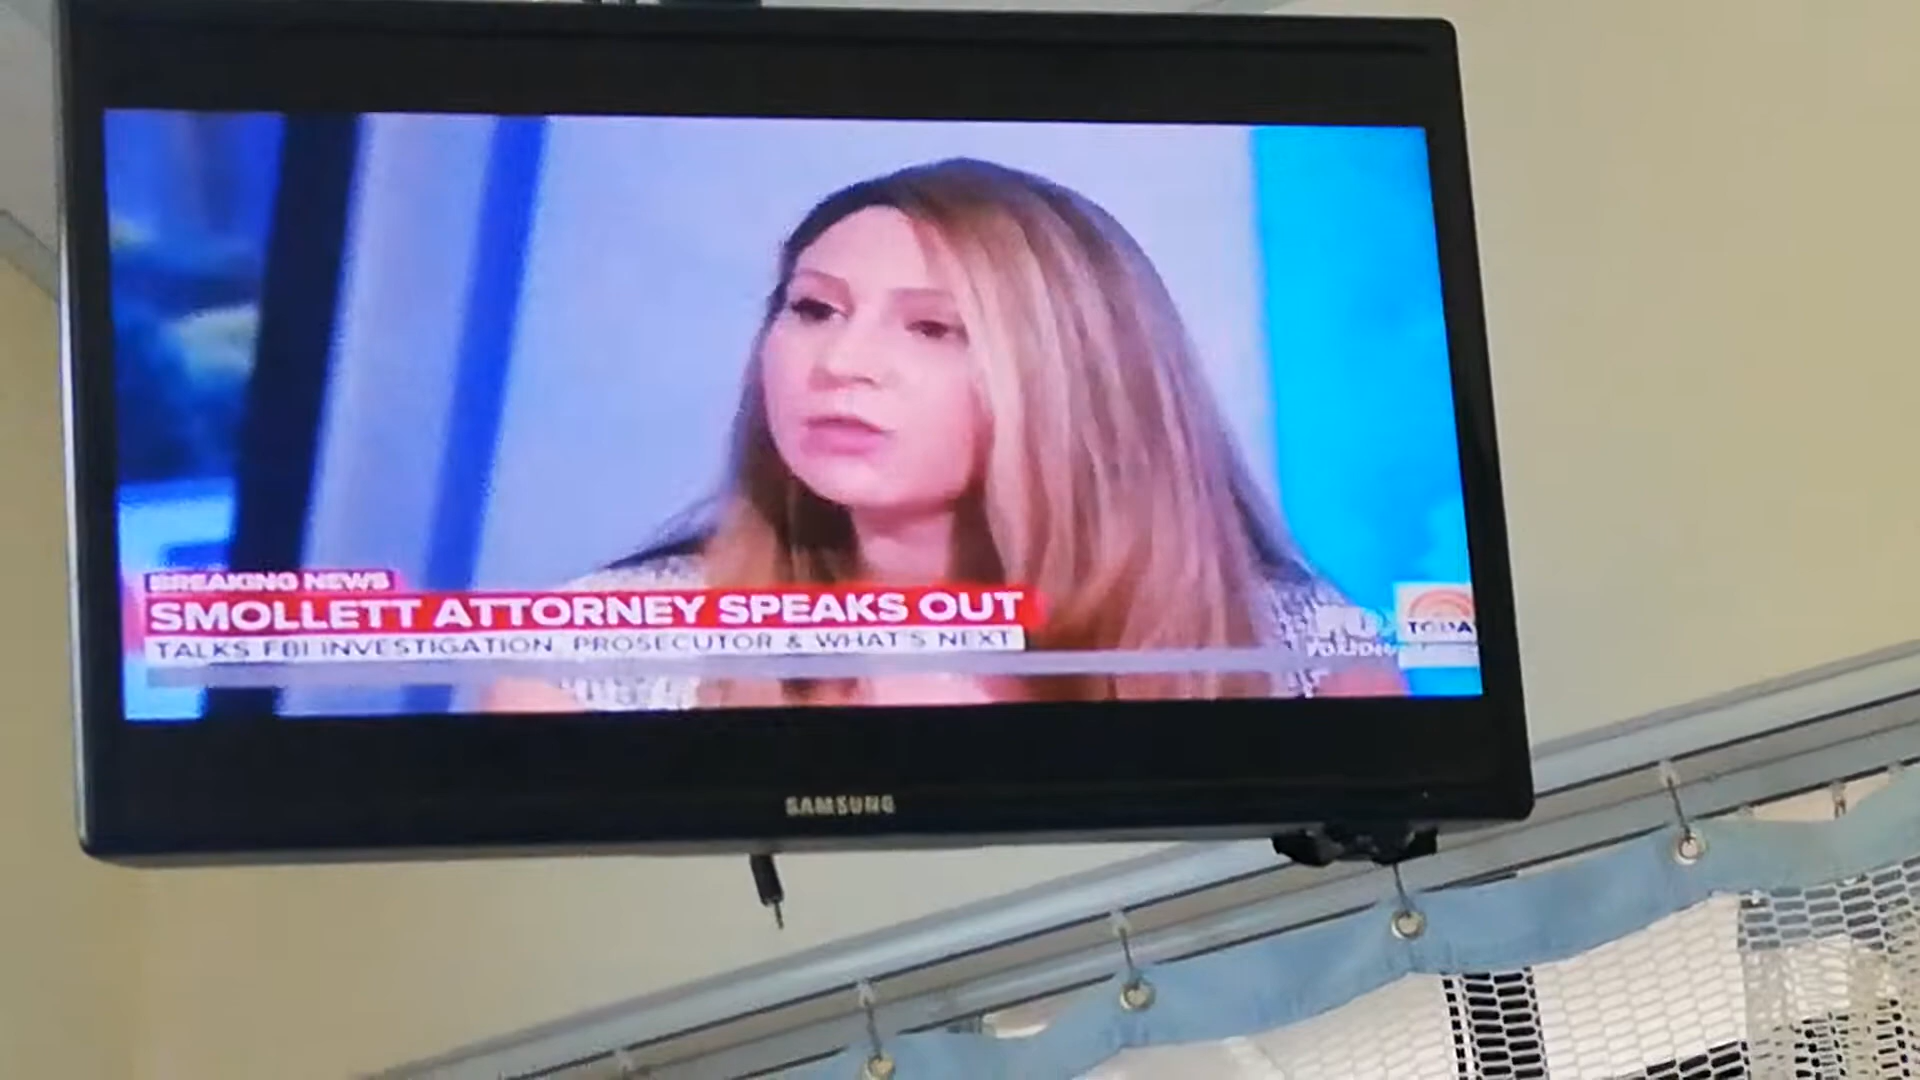 BREAKING NEWS
SMOLLETT ATTORNEY SPEAKS OUT
TALKS FBI INVESTIGATION, PROSECUTOR & WHAT'S NEXT
TODAY
SAMSUNG